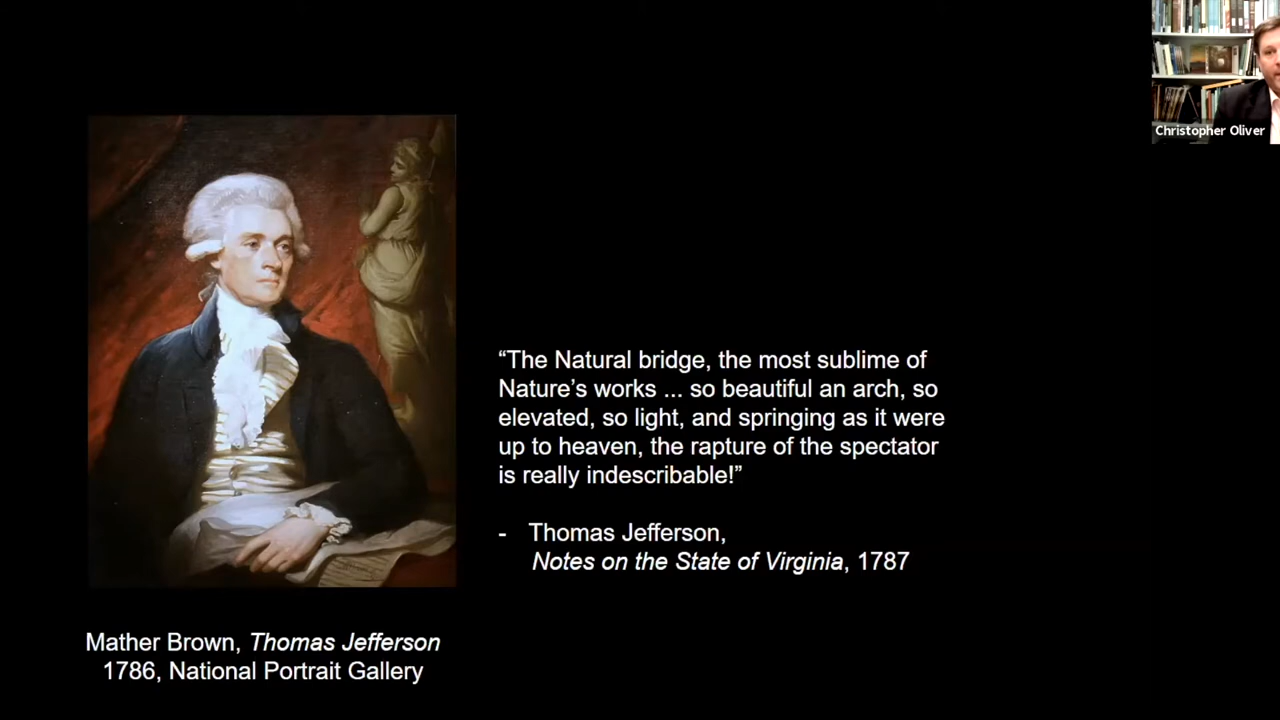 Christopher Oliver
“The Natural bridge, the most sublime of
Nature’s works ... so beautiful an arch, so
elevated, so light, and springing as it were
up to heaven, the rapture of the spectator
is really indescribable!”
- Thomas Jefferson,
Notes on the State of Virginia, 1787
Mather Brown, Thomas Jefferson
1786, National Portrait Gallery